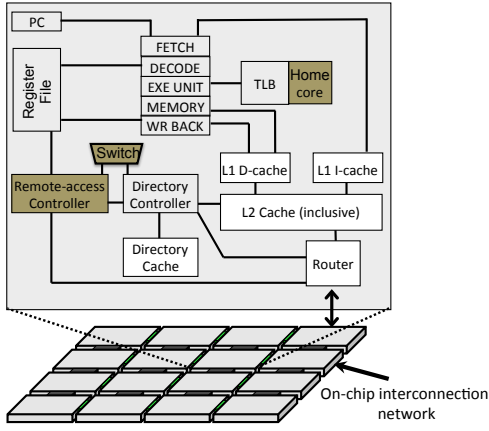 PC
FETCH
DECODE
EXE UNIT
MEMORY
WR BACK
Register
File
TLB
Home
core
Switch
L1 D-cache
L1 I-cache
Remote-access
Controller
Directory
Controller
L2 Cache (inclusive)
Directory
Cache
Router
On-chip interconnection
network